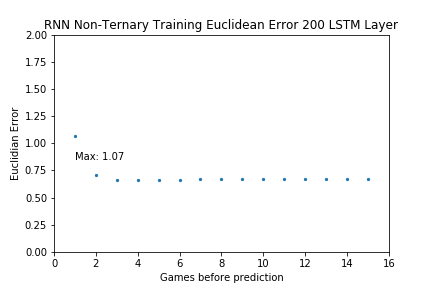 RNN Non-Ternary Training Euclidean Error 200 LSTM Layer
2.00
1.75
1.50
1.25
1.00
0.75
0.50
0.25
0.00
Euclidian Error
Max: 1.07
0 2 4 6 8 10 12 14 16
Games before prediction